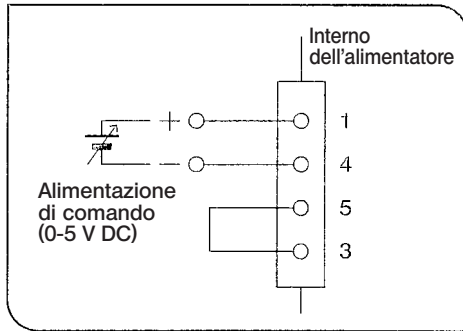 Interno
dell'alimentatore
+ 1
− 4
Alimentazione
di comando
(0-5 V DC)
5
3